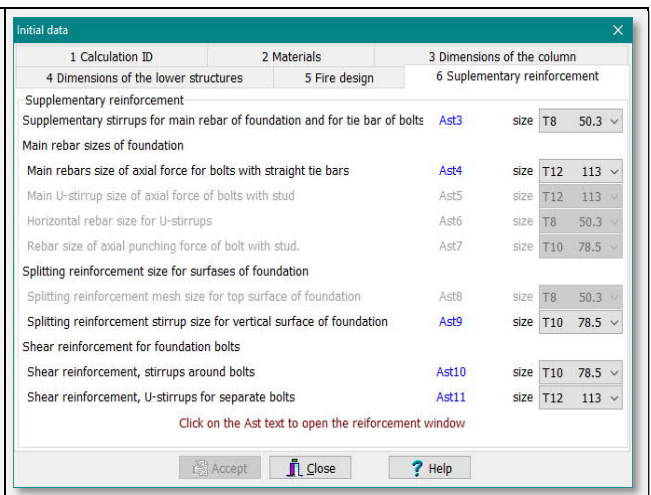 Initial data
1 Calculation ID 2 Materials 3 Dimensions of the column
4 Dimensions of the lower structures 5 Fire design 6 Suplementary reinforcement
Supplementary reinforcement
Supplementary stirrups for main rebar of foundation and for tie bar of bolts Ast3 size T8 50.3
Main rebar sizes of foundation
Main rebars size of axial force for bolts with straight tie bars Ast4 size T12 113
Main U-stirrup size of axial force of bolts with stud Ast5 size T12 113
Horizontal rebar size for U-stirrups Ast6 size T8 50.3
Rebar size of axial punching force of bolt with stud. Ast7 size T10 78.5
Splitting reinforcement size for surfases of foundation
Splitting reinforcement mesh size for top surface of foundation Ast8 size T8 50.3
Splitting reinforcement stirrup size for vertical surface of foundation Ast9 size T10 78.5
Shear reinforcement for foundation bolts
Shear reinforcement, stirrups around bolts Ast10 size T10 78.5
Shear reinforcement, U-stirrups for separate bolts Ast11 size T12 113
Click on the Ast text to open the reiforcement window
Accept Close ? Help